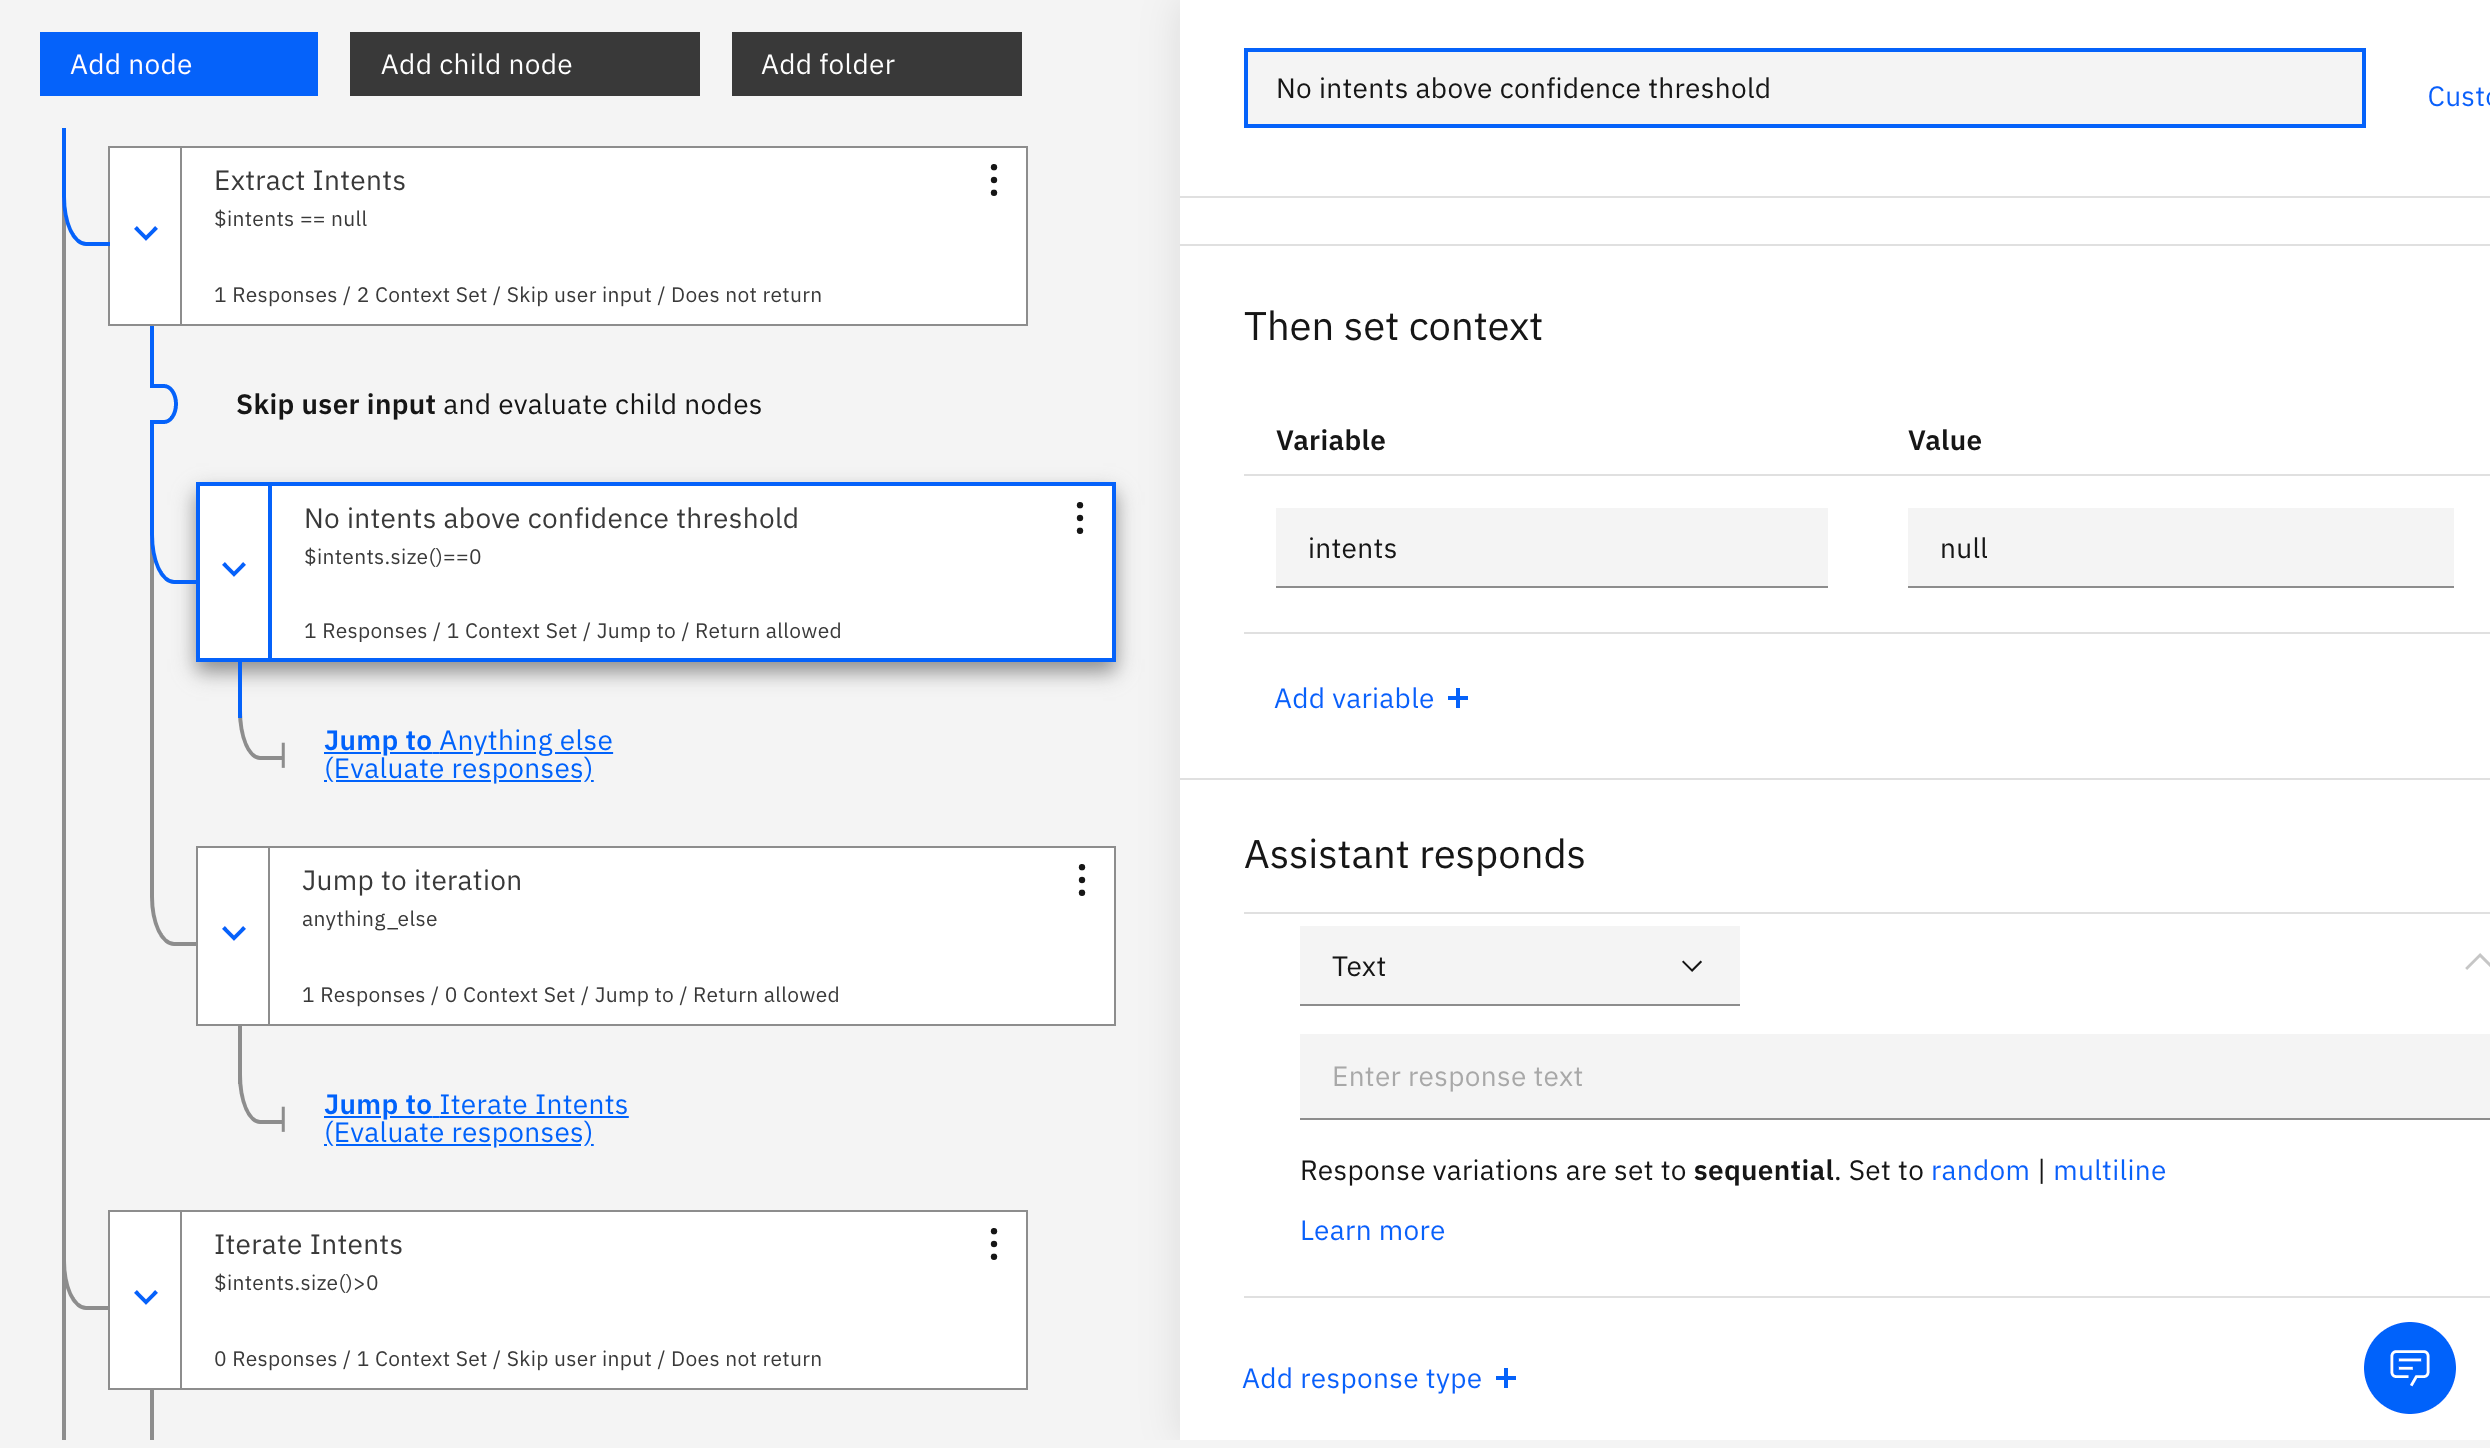 Add node
Add child node
Add folder
Extract Intents
$intents == null
1 Responses / 2 Context Set / Skip user input / Does not return
Skip user input and evaluate child nodes
No intents above confidence threshold
$intents.size()==0
1 Responses / 1 Context Set / Jump to / Return allowed
Jump to Anything else
(Evaluate responses)
Jump to iteration
anything_else
1 Responses / 0 Context Set / Jump to / Return allowed
Jump to Iterate Intents
(Evaluate responses)
Iterate Intents
$intents.size()>0
0 Responses / 1 Context Set / Skip user input / Does not return
No intents above confidence threshold
Then set context
Variable Value
intents null
Add variable +
Assistant responds
Text
Enter response text
Response variations are set to sequential. Set to random | multiline
Learn more
Add response type +